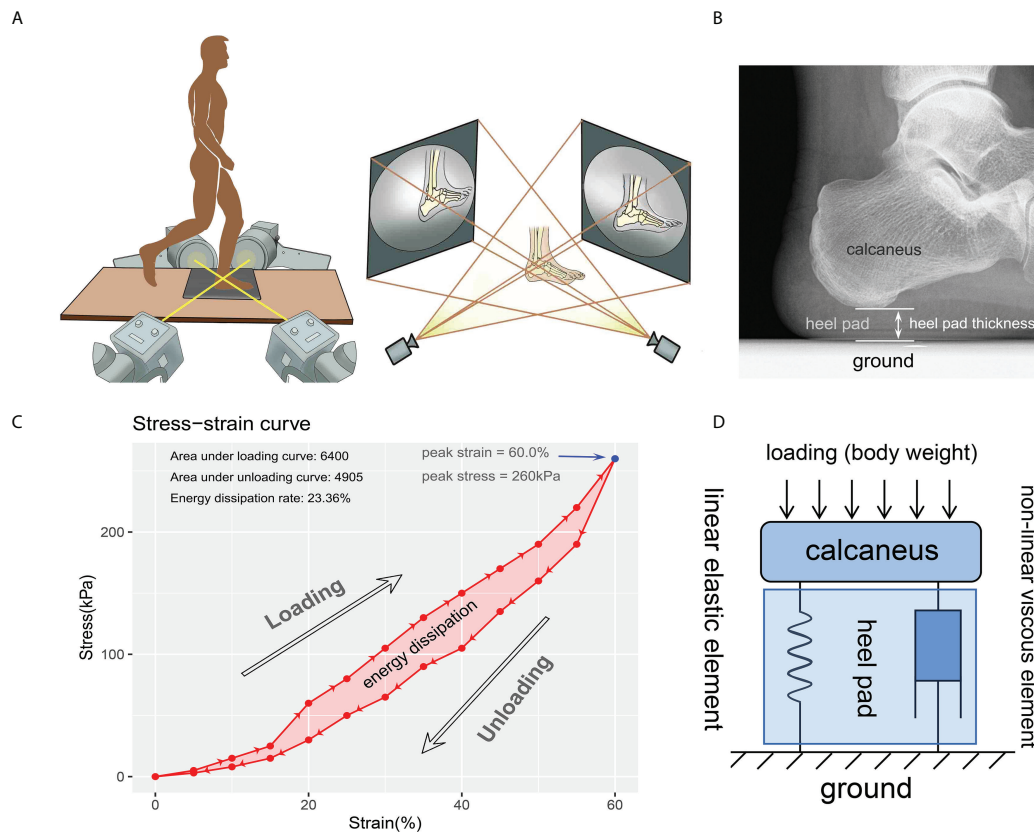 A
B
calcaneus
heel pad
heel pad thickness
ground
C
Stress−strain curve
Area under loading curve: 6400
Area under unloading curve: 4905
Energy dissipation rate: 23.36%
peak strain = 60.0%
peak stress = 260kPa
Loading
energy dissipation
Unloading
Stress(kPa)
200
100
0
0
20
40
60
Strain(%)
D
loading (body weight)
linear elastic element
calcaneus
heel pad
non-linear viscous element
ground